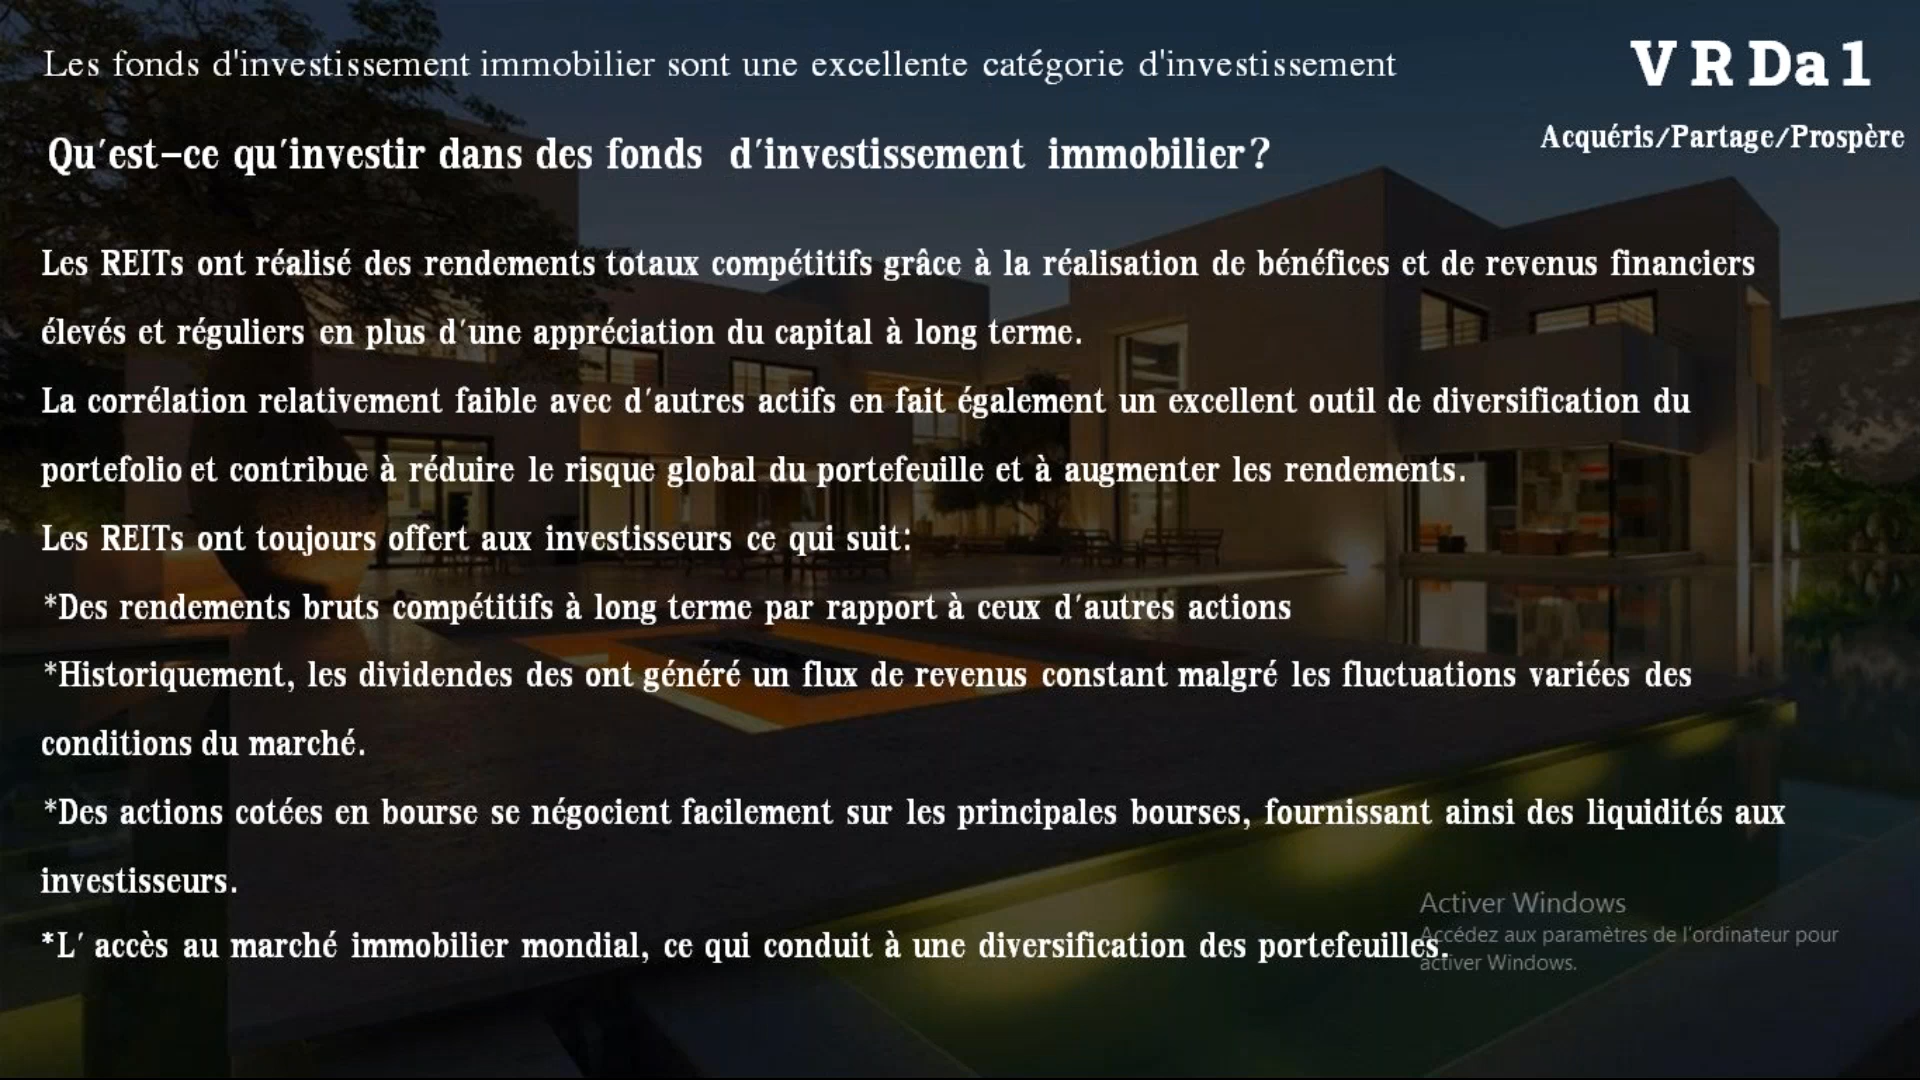 Les fonds d'investissement immobilier sont une excellente catégorie d'investissement
V R Da 1
Acquéris/Partage/Prospère
Qu'est-ce qu'investir dans des fonds d'investissement immobilier?
Les REITs ont réalisé des rendements totaux compétitifs grâce à la réalisation de bénéfices et de revenus financiers
élevés et réguliers en plus d'une appréciation du capital à long terme.
La corrélation relativement faible avec d'autres actifs en fait également un excellent outil de diversification du
portefolio et contribue à réduire le risque global du portefeuille et à augmenter les rendements.
Les REITs ont toujours offert aux investisseurs ce qui suit:
*Des rendements bruts compétitifs à long terme par rapport à ceux d'autres actions
*Historiquement, les dividendes des ont généré un flux de revenus constant malgré les fluctuations variées des
conditions du marché.
*Des actions cotées en bourse se négocient facilement sur les principales bourses, fournissant ainsi des liquidités aux
investisseurs.
*L' accès au marché immobilier mondial, ce qui conduit à une diversification des portefeuilles.
Activer Windows
Accédez aux paramètres de l'ordinateur pour
activer Windows.